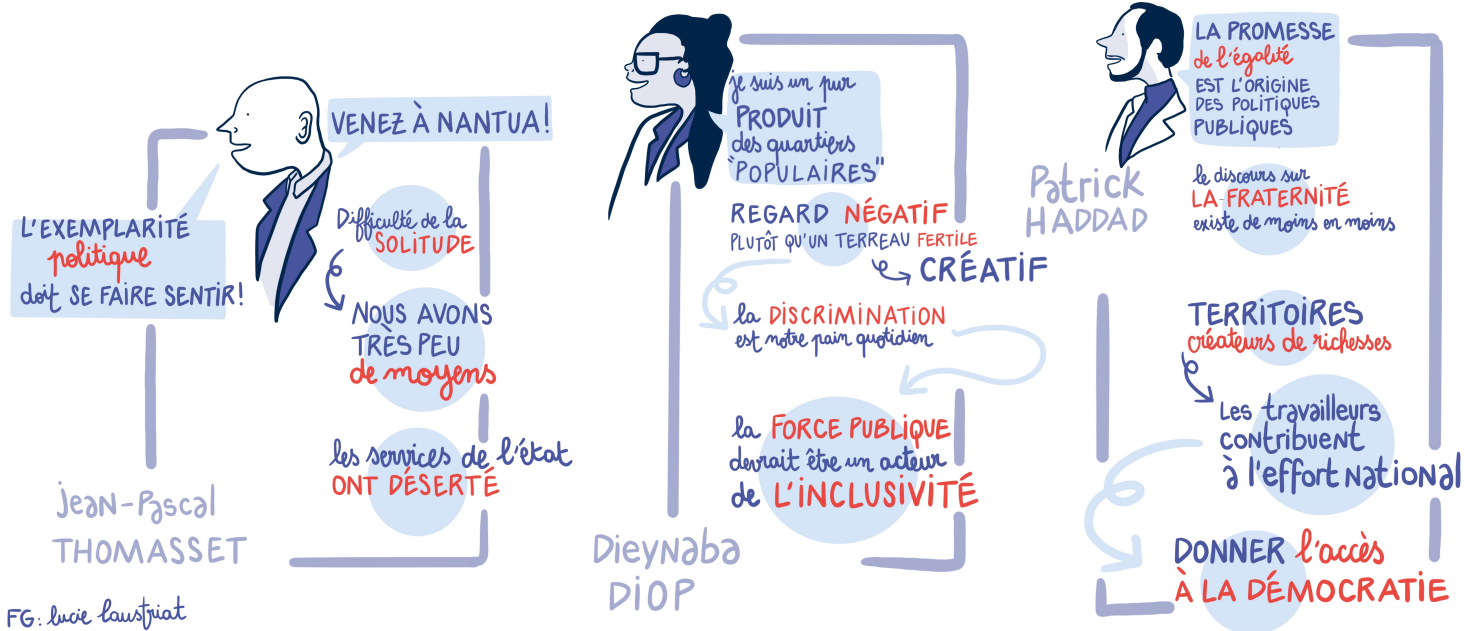 VENEZ À NANTUA!
L'EXEMPLARITÉ
politique
doit SE FAIRE SENTIR!
Difficulté de la
SOLITUDE
NOUS AVONS
TRÈS PEU
de moyens
les services de l'état
ONT DÉSERTÉ
Jean-Pascal
THOMASSET
FG: lucie laustriat
je suis un pur
PRODUIT
des quartiers
"POPULAIRES"
REGARD NÉGATIF
PLUTÔT QU'UN TERREAU FERTILE
CRÉATIF
la DISCRIMINATION
est notre pain quotidien
la FORCE PUBLIQUE
devrait être un acteur
de L'INCLUSIVITÉ
Dieynaba
DIOP
LA PROMESSE
de l'égalité
EST L'ORIGINE
DES POLITIQUES
PUBLIQUES
Patrick
HADDAD
le discours sur
LA FRATERNITÉ
existe de moins en moins
TERRITOIRES
créateurs de richesses
Les travailleurs
contribuent
à l'effort national
DONNER l'accès
À LA DÉMOCRATIE